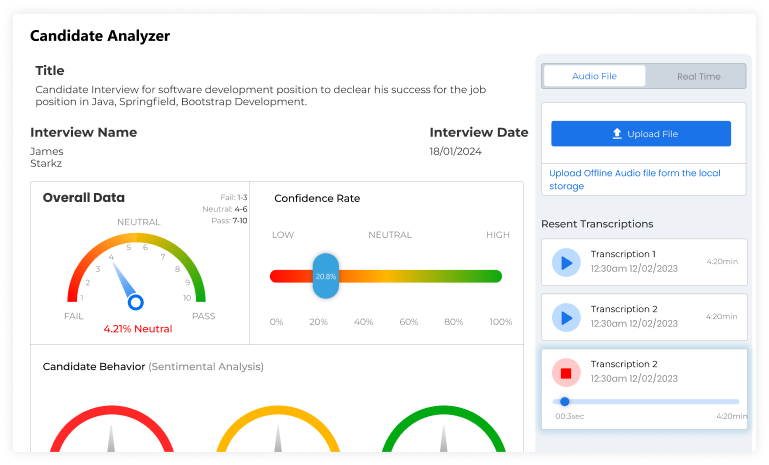 Candidate Analyzer
Title
Candidate Interview for software development position to declear his success for the job
position in Java, Springfield, Bootstrap Development.
Interview Name
Interview Date
James
Starkz
18/01/2024
Overall Data
Fail: 1-3
Neutral: 4-6
Pass: 7-10
NEUTRAL
1
2
3
4
5
6
7
8
9
10
FAIL
PASS
4.21% Neutral
Confidence Rate
LOW NEUTRAL HIGH
20.8%
0% 20% 40% 60% 80% 100%
Candidate Behavior (Sentimental Analysis)
Audio File Real Time
Upload File
Upload Offline Audio file form the local
storage
Resent Transcriptions
Transcription 1
12:30am 12/02/2023
4:20min
Transcription 2
12:30am 12/02/2023
4:20min
Transcription 2
12:30am 12/02/2023
00:3sec 4:20min